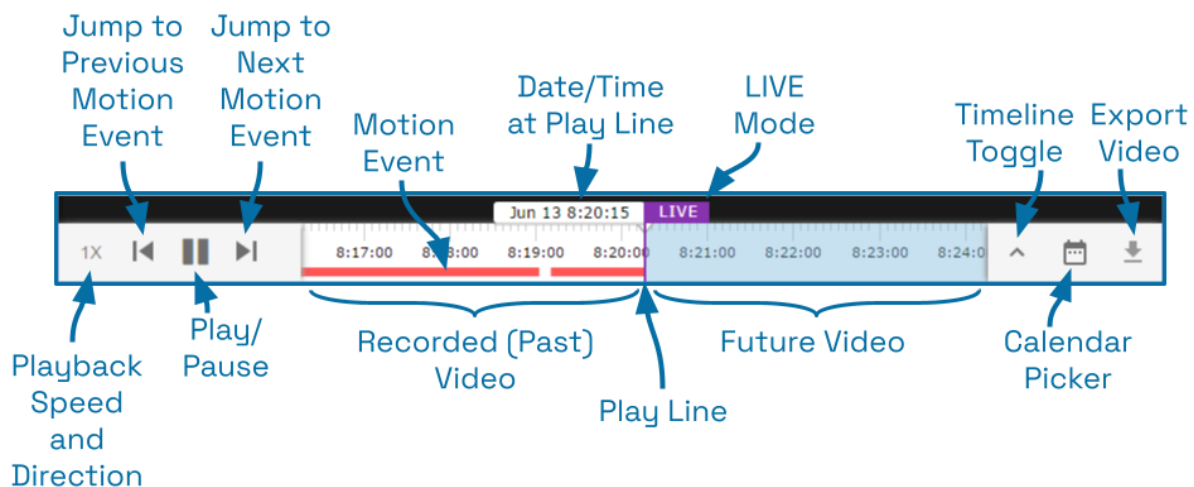 Jump to
Previous
Motion
Event
Jump to
Next
Motion
Event
Motion
Event
Date/Time
at Play Line
LIVE
Mode
Timeline
Toggle
Export
Video
Jun 13 8:20:15
LIVE
1X
8:17:00
8:19:00
8:20:00
8:21:00
8:22:00
8:23:00
8:24:0
Playback
Speed
and
Direction
Play/
Pause
Recorded (Past)
Video
Play Line
Future Video
Calendar
Picker